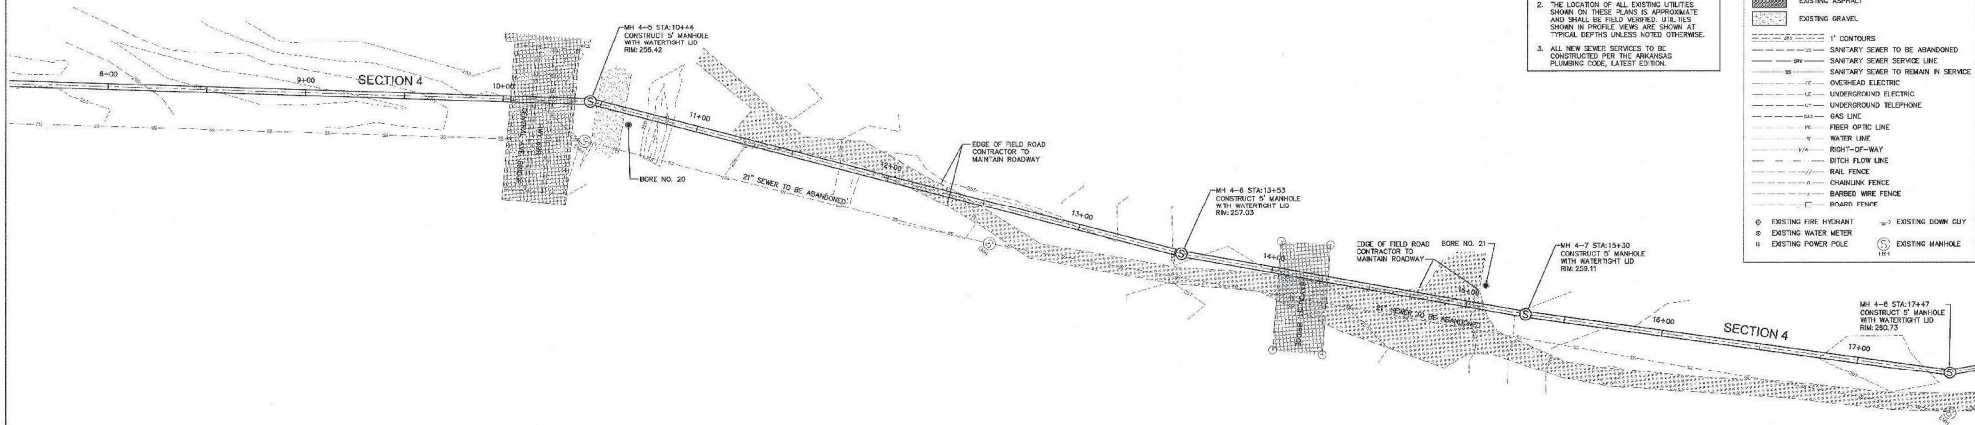 2. THE LOCATION OF ALL EXISTING UTILITIES
SHOWN ON THESE PLANS IS APPROXIMATE
AND SHALL BE FIELD VERIFIED. UTILITIES
SHOWN IN PROFILE VIEWS ARE SHOWN AT
TYPICAL DEPTHS UNLESS NOTED OTHERWISE.
3. ALL NEW SEWER SERVICES TO BE
CONSTRUCTED PER THE ARKANSAS
PLUMBING CODE, LATEST EDITION.
EXISTING ASPHALT
EXISTING GRAVEL
1' CONTOURS
SANITARY SEWER TO BE ABANDONED
SANITARY SEWER SERVICE LINE
SANITARY SEWER TO REMAIN IN SERVICE
OVERHEAD ELECTRIC
UNDERGROUND ELECTRIC
UNDERGROUND TELEPHONE
GAS LINE
FIBER OPTIC LINE
WATER LINE
RIGHT-OF-WAY
DITCH FLOW LINE
RAIL FENCE
CHAINLINK FENCE
BARBED WIRE FENCE
BOARD FENCE
EXISTING FIRE HYDRANT
EXISTING DOWN GUY
EXISTING WATER METER
EXISTING POWER POLE
EXISTING MANHOLE
8+00
9+00
SECTION 4
10+00
MH 4-5 STA:10+44
CONSTRUCT 5' MANHOLE
WITH WATERTIGHT LID
RIM: 256.42
11+00
BORE NO. 20
21" SEWER TO BE ABANDONED
12+00
EDGE OF FIELD ROAD
CONTRACTOR TO
MAINTAIN ROADWAY
13+00
MH 4-6 STA:13+53
CONSTRUCT 5' MANHOLE
WITH WATERTIGHT LID
RIM: 257.03
14+00
EDGE OF FIELD ROAD
CONTRACTOR TO
MAINTAIN ROADWAY
BORE NO. 21
15+00
21" SEWER TO BE ABANDONED
MH 4-7 STA:15+30
CONSTRUCT 5' MANHOLE
WITH WATERTIGHT LID
RIM: 259.11
16+00
SECTION 4
17+00
MH 4-8 STA:17+47
CONSTRUCT 5' MANHOLE
WITH WATERTIGHT LID
RIM: 260.73